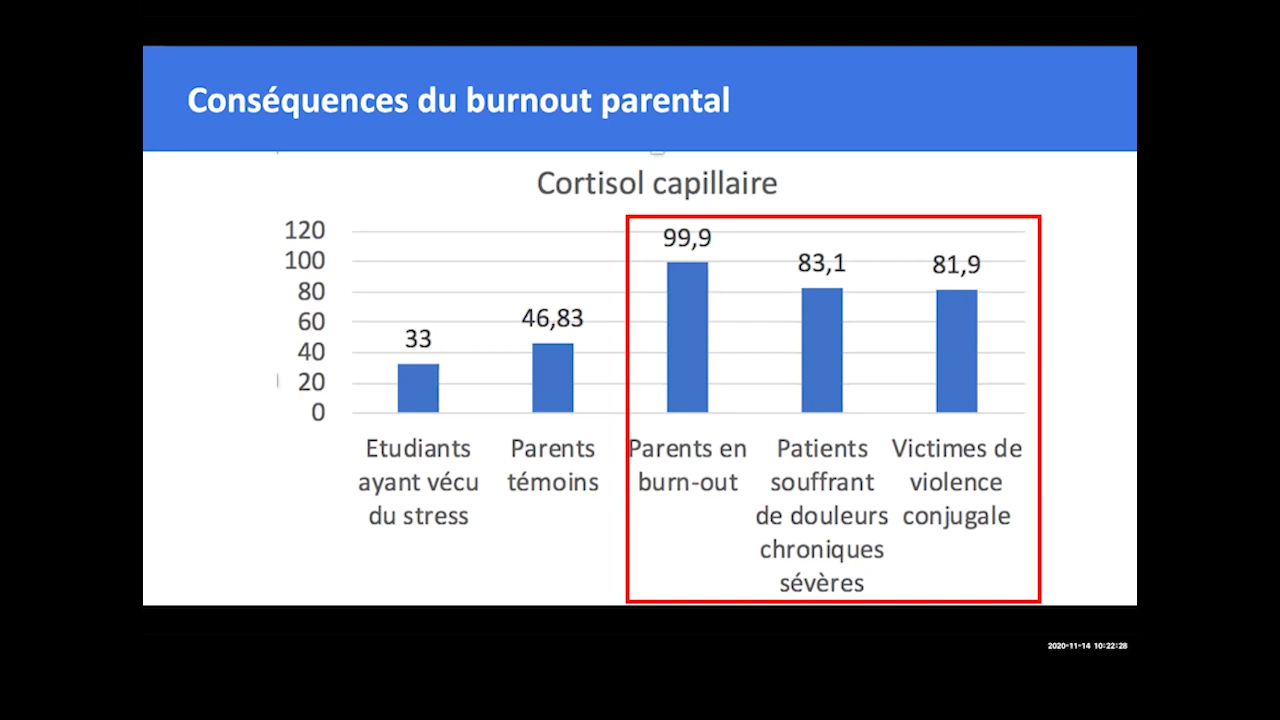 Conséquences du burnout parental
Cortisol capillaire
120
100
80
60
40
20
0
33
46,83
99,9
83,1
81,9
Etudiants
ayant vécu
du stress
Parents
témoins
Parents en
burn-out
Patients
souffrant
de douleurs
chroniques
sévères
Victimes de
violence
conjugale
2020-11-14 10:22:28